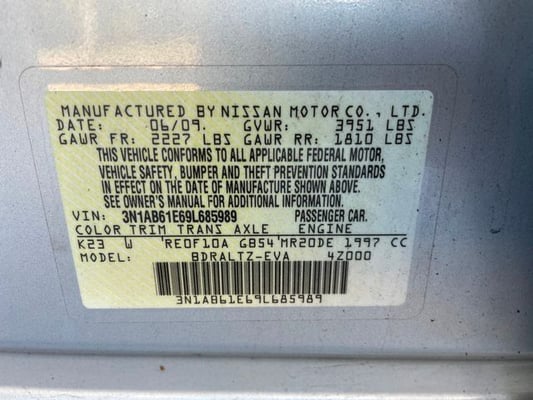 MANUFACTURED BY NISSAN MOTOR CO., LTD.
DATE: 06/09. GVWR: 3951 LBS
GAWR FR: 2227 LBS GAWR RR: 1810 LBS
THIS VEHICLE CONFORMS TO ALL APPLICABLE FEDERAL MOTOR,
VEHICLE SAFETY, BUMPER AND THEFT PREVENTION STANDARDS
IN EFFECT ON THE DATE OF MANUFACTURE SHOWN ABOVE.
SEE OWNER'S MANUAL FOR ADDITIONAL INFORMATION.
VIN: 3N1AB61E69L685989 PASSENGER CAR.
COLOR TRIM TRANS AXLE ENGINE
K23 W 'RE0F10A GB54'MR20DE 1997 CC
MODEL: BDRALTZ-EVA 4Z000
3N1AB61E69L685989